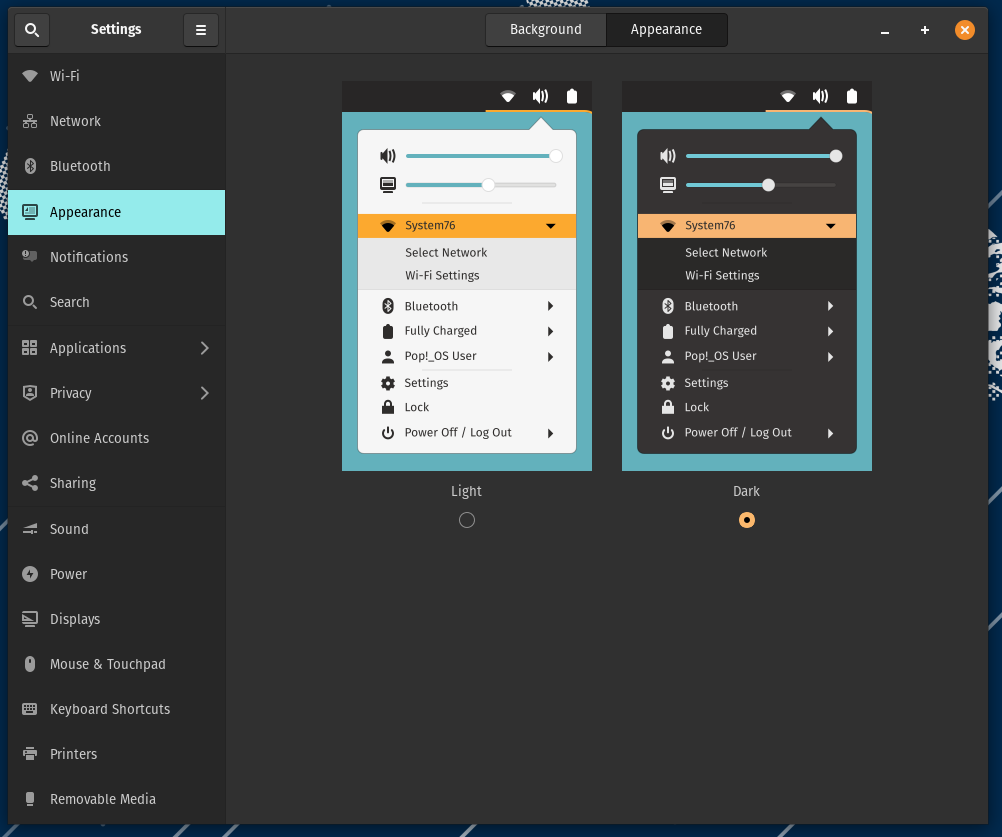 Settings
Background
Appearance
Wi-Fi
Network
Bluetooth
Appearance
Notifications
Search
Applications
Privacy
Online Accounts
Sharing
Sound
Power
Displays
Mouse & Touchpad
Keyboard Shortcuts
Printers
Removable Media
System76
Select Network
Wi-Fi Settings
Bluetooth
Fully Charged
Pop!_OS User
Settings
Lock
Power Off / Log Out
Light
System76
Select Network
Wi-Fi Settings
Bluetooth
Fully Charged
Pop!_OS User
Settings
Lock
Power Off / Log Out
Dark